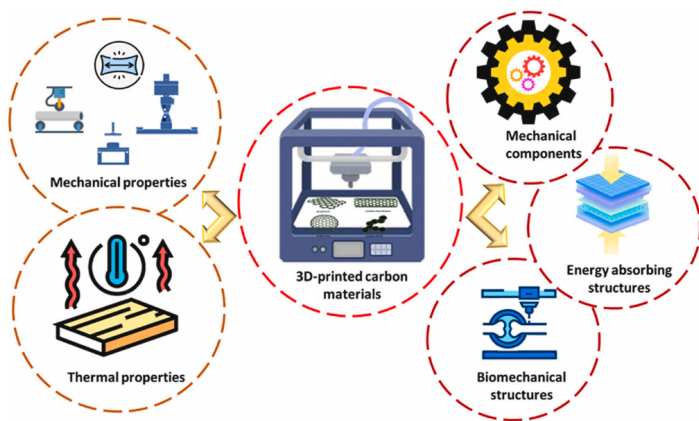 Mechanical properties
Thermal properties
3D-printed carbon
materials
Mechanical
components
Energy absorbing
structures
Biomechanical
structures